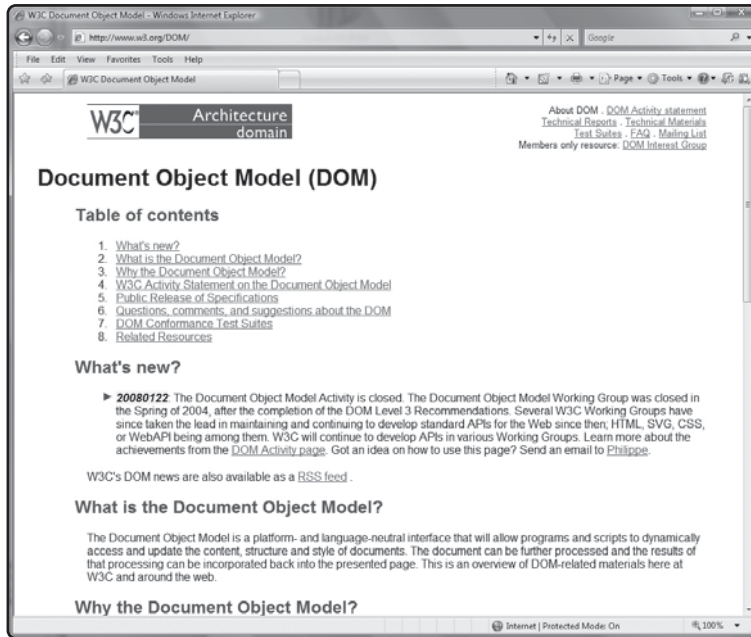 W3C Document Object Model - Windows Internet Explorer
http://www.w3.org/DOM/
Google
File Edit View Favorites Tools Help
W3C Document Object Model
Page Tools
W3C® Architecture
domain
About DOM . DOM Activity statement
Technical Reports . Technical Materials
Test Suites . FAQ . Mailing List
Members only resource: DOM Interest Group
Document Object Model (DOM)
Table of contents
1. What's new?
2. What is the Document Object Model?
3. Why the Document Object Model?
4. W3C Activity Statement on the Document Object Model
5. Public Release of Specifications
6. Questions, comments, and suggestions about the DOM
7. DOM Conformance Test Suites
8. Related Resources
What's new?
20080122: The Document Object Model Activity is closed. The Document Object Model Working Group was closed in
the Spring of 2004, after the completion of the DOM Level 3 Recommendations. Several W3C Working Groups have
since taken the lead in maintaining and continuing to develop standard APIs for the Web since then; HTML, SVG, CSS,
or WebAPI being among them. W3C will continue to develop APIs in various Working Groups. Learn more about the
achievements from the DOM Activity page. Got an idea on how to use this page? Send an email to Philippe.
W3C's DOM news are also available as a RSS feed .
What is the Document Object Model?
The Document Object Model is a platform- and language-neutral interface that will allow programs and scripts to dynamically
access and update the content, structure and style of documents. The document can be further processed and the results of
that processing can be incorporated back into the presented page. This is an overview of DOM-related materials here at
W3C and around the web.
Why the Document Object Model?
Internet | Protected Mode: On
100%